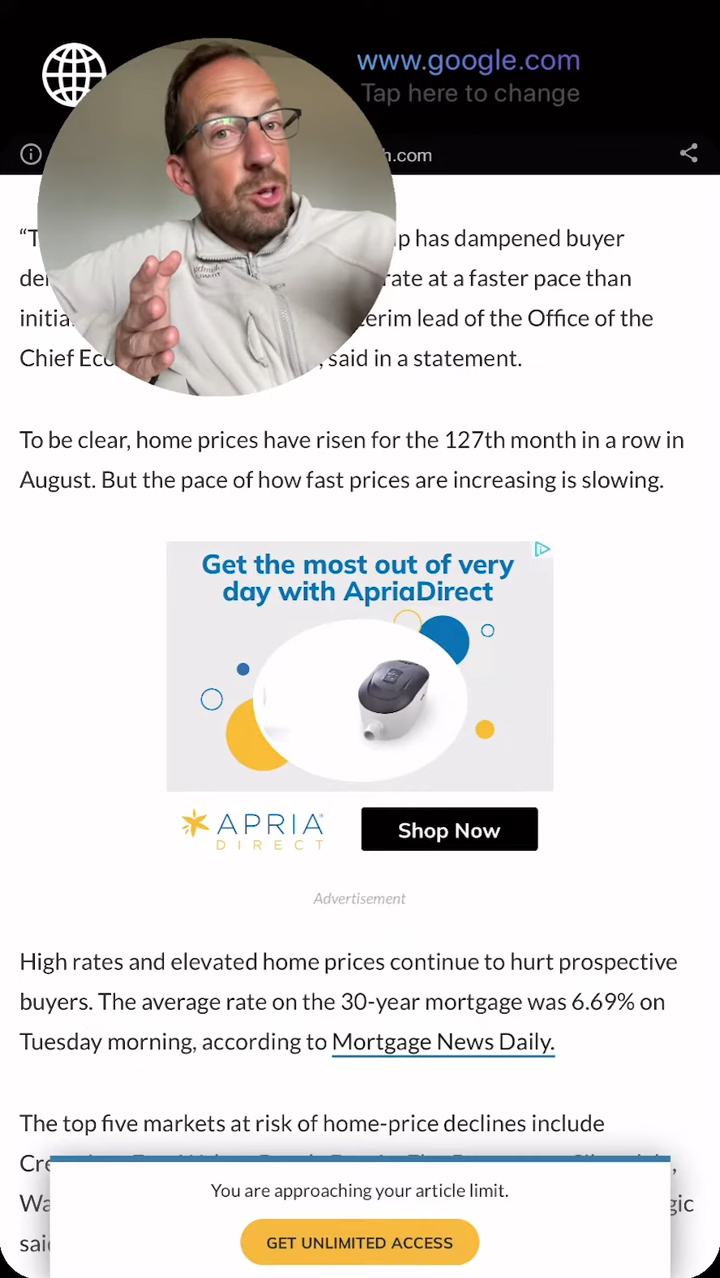 www.google.com
Tap here to change
h.com
“T p has dampened buyer
de rate at a faster pace than
initia erim lead of the Office of the
Chief Eco , said in a statement.
To be clear, home prices have risen for the 127th month in a row in
August. But the pace of how fast prices are increasing is slowing.
Get the most out of very
day with ApriaDirect
APRIA
DIRECT
Shop Now
Advertisement
High rates and elevated home prices continue to hurt prospective
buyers. The average rate on the 30-year mortgage was 6.69% on
Tuesday morning, according to Mortgage News Daily.
The top five markets at risk of home-price declines include
Cre
Wa gic
sai
You are approaching your article limit.
GET UNLIMITED ACCESS